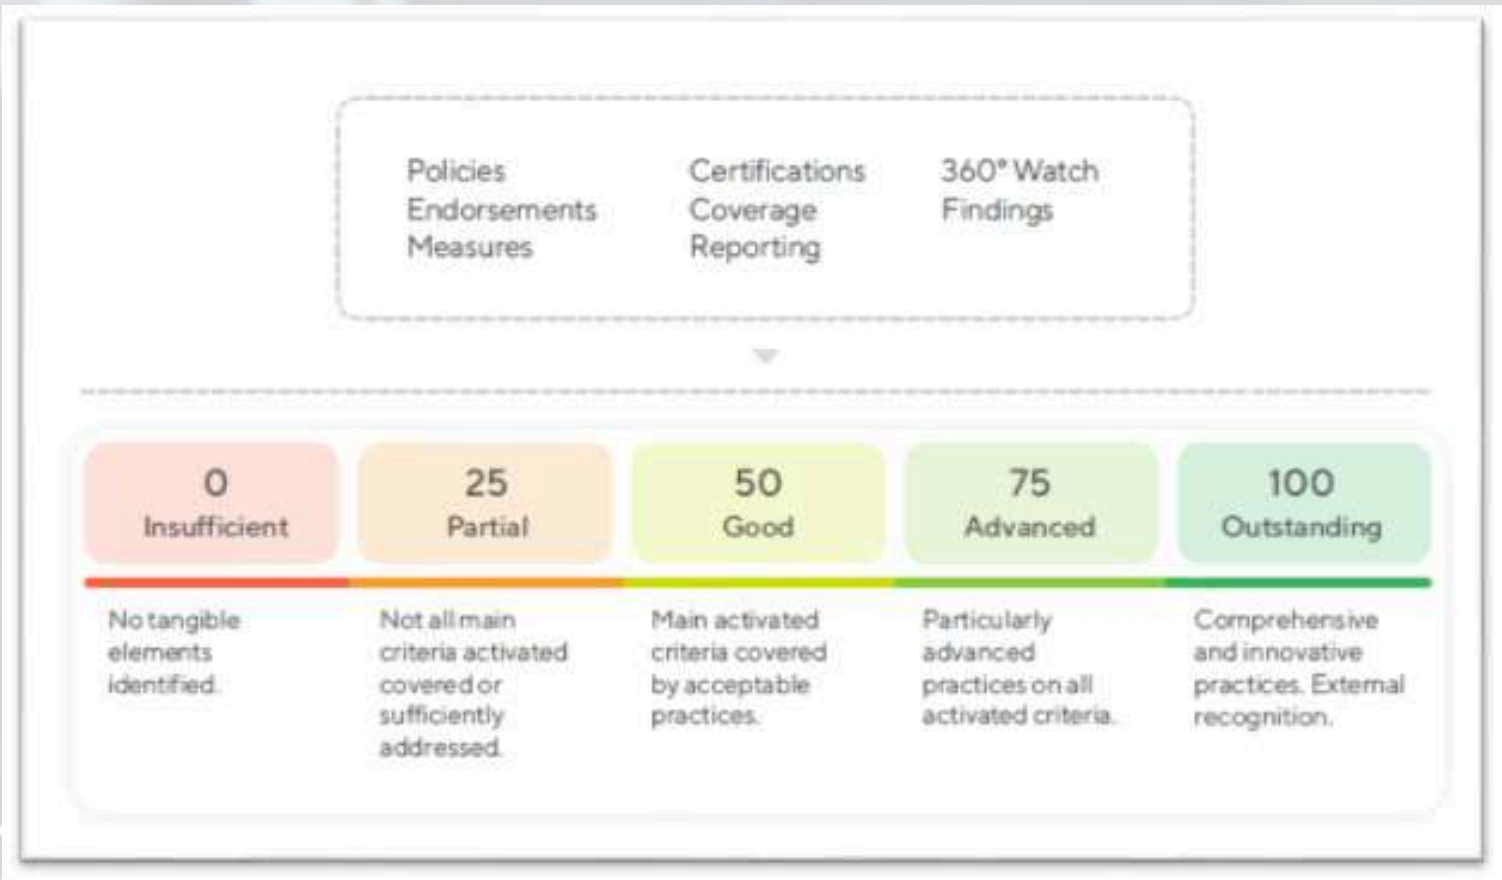 Policies
Endorsements
Measures
Certifications
Coverage
Reporting
360° Watch
Findings
0
Insufficient
No tangible
elements
identified.
25
Partial
Not all main
criteria activated
covered or
sufficiently
addressed.
50
Good
Main activated
criteria covered
by acceptable
practices.
75
Advanced
Particularly
advanced
practices on all
activated criteria.
100
Outstanding
Comprehensive
and innovative
practices. External
recognition.